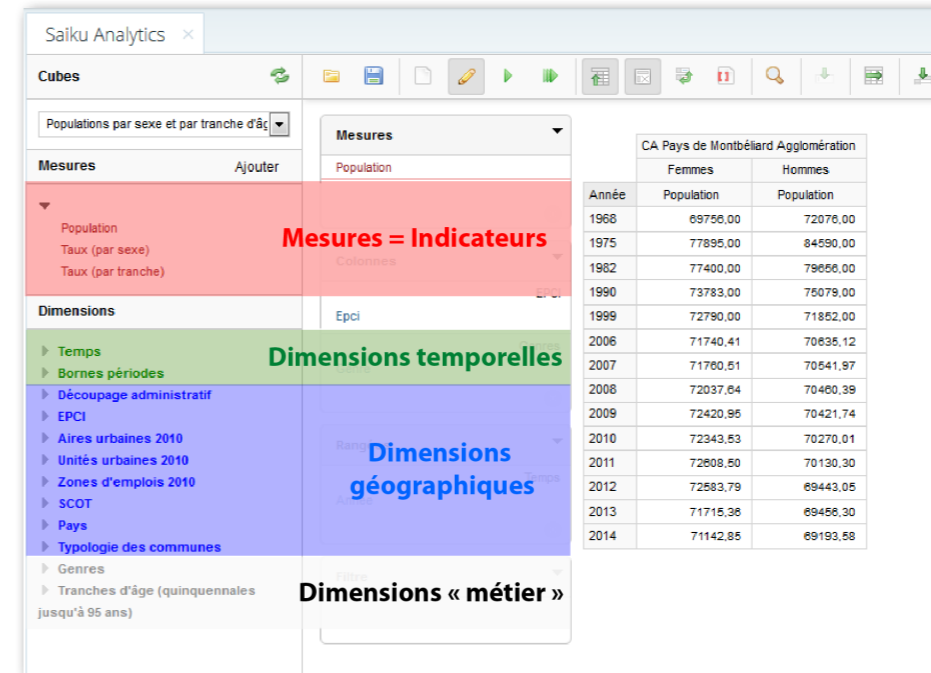 Saiku Analytics ×
Cubes
Populations par sexe et par tranche d'âg
Mesures Ajouter
Population
Taux (par sexe)
Taux (par tranche)
Dimensions
Temps
Bornes périodes
Découpage administratif
EPCI
Aires urbaines 2010
Unités urbaines 2010
Zones d'emplois 2010
SCOT
Pays
Typologie des communes
Genres
Tranches d'âge (quinquennales
jusqu'à 95 ans)
Mesures
Population
Mesures = Indicateurs
Colonnes
EPCI
Epci
Dimensions temporelles
Dimensions
géographiques
Temps
Filtre
Dimensions « métier »
CA Pays de Montbéliard Agglomération
Femmes Hommes
Année Population Population
1968 69756,00 72076,00
1975 77895,00 84590,00
1982 77400,00 79656,00
1990 73783,00 75079,00
1999 72790,00 71852,00
2006 71740,41 70635,12
2007 71760,51 70541,97
2008 72037,64 70460,39
2009 72420,95 70421,74
2010 72343,53 70270,01
2011 72608,50 70130,30
2012 72583,79 69443,05
2013 71715,36 69456,30
2014 71142,85 69193,58